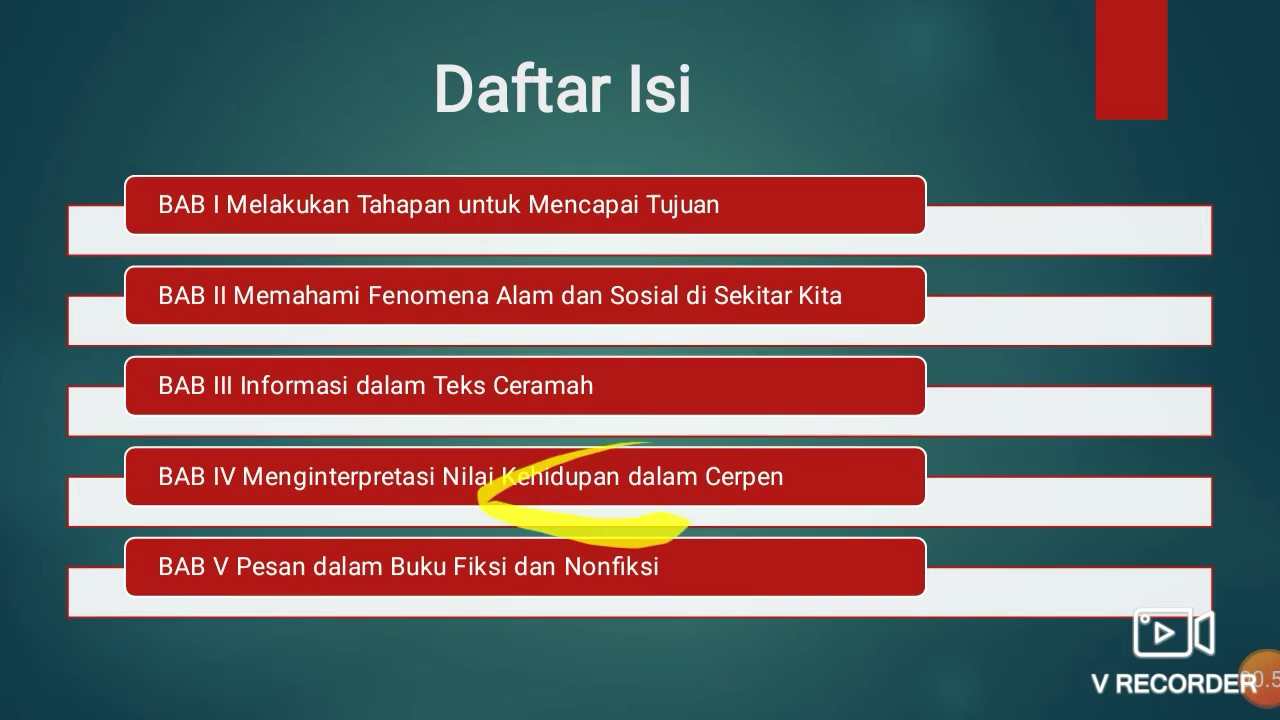 Daftar Isi
BAB I Melakukan Tahapan untuk Mencapai Tujuan
BAB II Memahami Fenomena Alam dan Sosial di Sekitar Kita
BAB III Informasi dalam Teks Ceramah
BAB IV Menginterpretasi Nilai Kehidupan dalam Cerpen
BAB V Pesan dalam Buku Fiksi dan Nonfiksi
V RECORDER